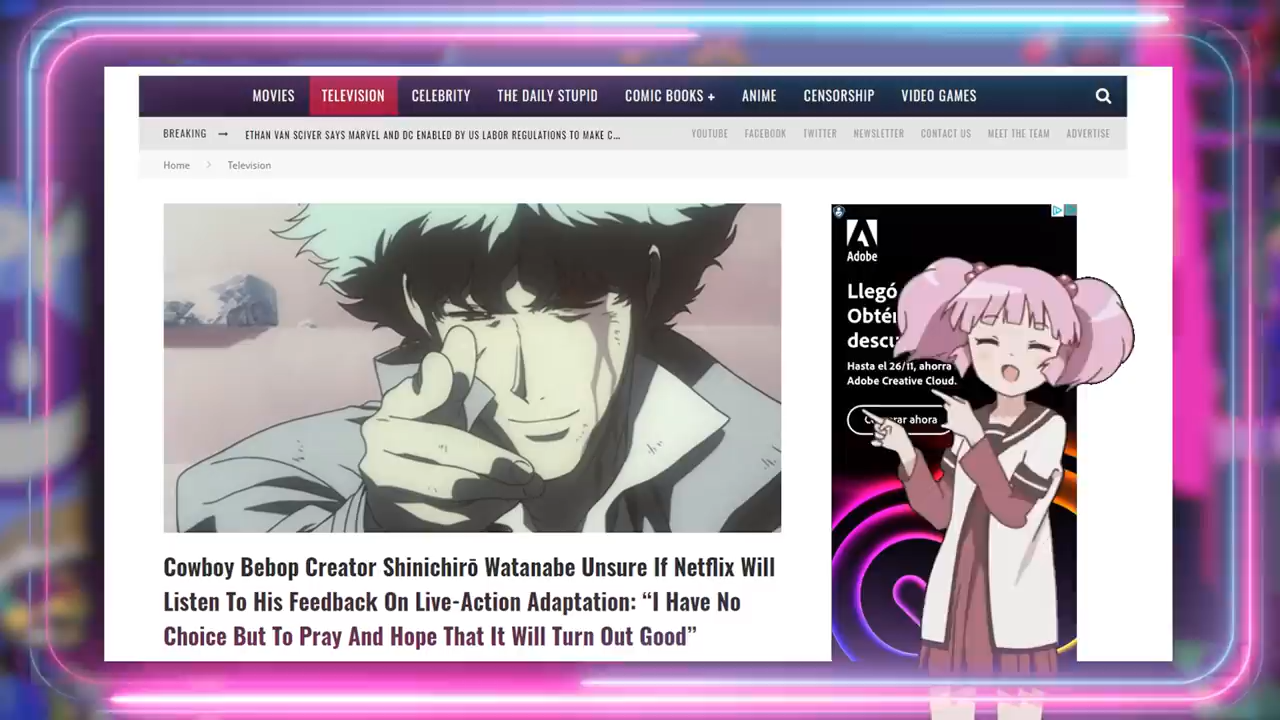 MOVIES TELEVISION CELEBRITY THE DAILY STUPID COMIC BOOKS + ANIME CENSORSHIP VIDEO GAMES
BREAKING → ETHAN VAN SCIVER SAYS MARVEL AND DC ENABLED BY US LABOR REGULATIONS TO MAKE C... YOUTUBE FACEBOOK TWITTER NEWSLETTER CONTACT US MEET THE TEAM ADVERTISE
Home > Television
Cowboy Bebop Creator Shinichirō Watanabe Unsure If Netflix Will
Listen To His Feedback On Live-Action Adaptation: “I Have No
Choice But To Pray And Hope That It Will Turn Out Good”
Adobe
Llegó
Hasta el 26/11, ahorra
Adobe Creative Cloud.
ahora